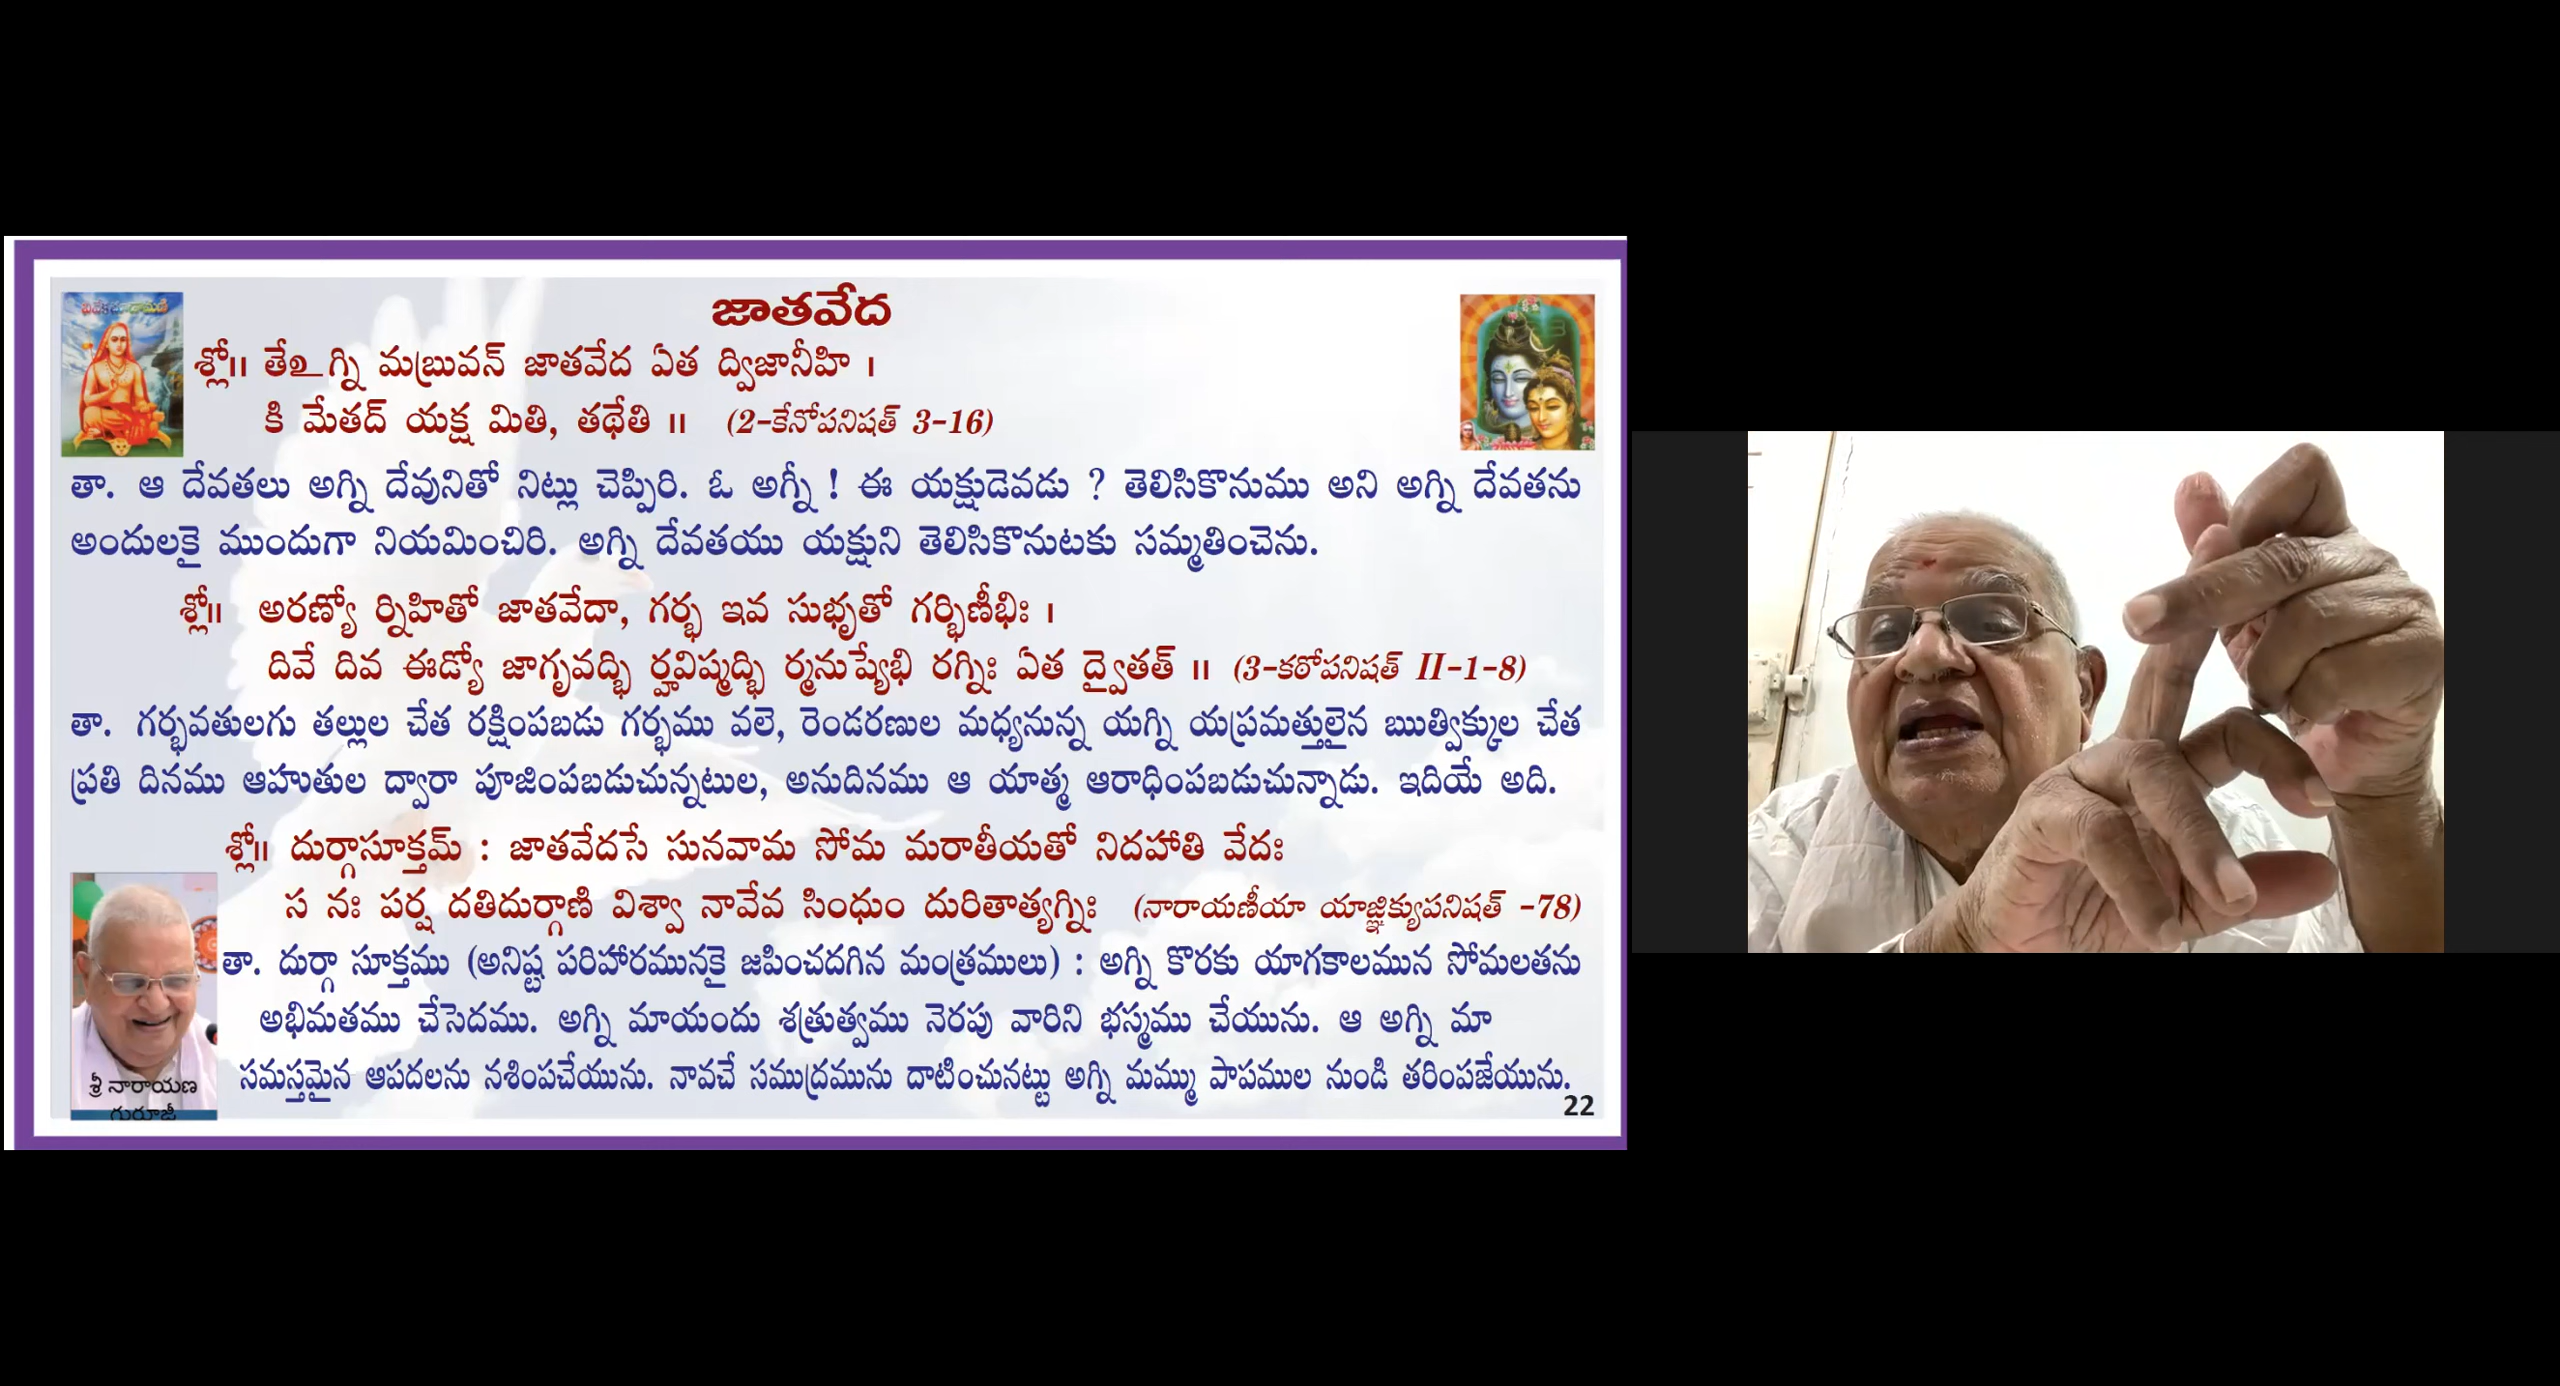 వివేకచూడామణి
జాతవేద
శ్లో॥ తేఽగ్ని మబ్రువన్ జాతవేద ఏత ద్విజానీహి ।
కి మేతద్ యక్ష మితి, తథేతి ॥ (2-కేనోపనిషత్ 3-16)
తా. ఆ దేవతలు అగ్ని దేవునితో నిట్లు చెప్పిరి. ఓ అగ్నీ ! ఈ యక్షుడెవడు ? తెలిసికొనుము అని అగ్ని దేవతను
అందులకై ముందుగా నియమించిరి. అగ్ని దేవతయు యక్షుని తెలిసికొనుటకు సమ్మతించెను.
శ్లో॥ అరణ్యో ర్నిహితో జాతవేదా, గర్భ ఇవ సుభృతో గర్భిణీభిః ।
దివే దివ ఈడ్యో జాగృవద్భి ర్హవిష్మద్భి ర్మనుష్యేభి రగ్నిః ఏత ద్వైతత్ ॥ (3-కఠోపనిషత్ II-1-8)
తా. గర్భవతులగు తల్లుల చేత రక్షింపబడు గర్భము వలె, రెండరణుల మధ్యనున్న యగ్ని యప్రమత్తులైన ఋత్విక్కుల చేత
ప్రతి దినము ఆహుతుల ద్వారా పూజింపబడుచున్నటుల, అనుదినము ఆ యాత్మ ఆరాధింపబడుచున్నాడు. ఇదియే అది.
శ్లో॥ దుర్గాసూక్తమ్ : జాతవేదసే సునవామ సోమ మరాతీయతో నిదహాతి వేదః
స నః పర్ష దతిదుర్గాణి విశ్వా నావేవ సింధుం దురితాత్యగ్నిః (నారాయణీయా యాజ్ఞిక్యుపనిషత్ -78)
తా. దుర్గా సూక్తము (అనిష్ట పరిహారమునకై జపించదగిన మంత్రములు) : అగ్ని కొరకు యాగకాలమున సోమలతను
అభిమతము చేసెదము. అగ్ని మాయందు శత్రుత్వము నెరపు వారిని భస్మము చేయును. ఆ అగ్ని మా
సమస్తమైన ఆపదలను నశింపచేయును. నావచే సముద్రమును దాటించునట్టు అగ్ని మమ్ము పాపముల నుండి తరింపజేయును.
శ్రీ నారాయణ
గురూజీ
22